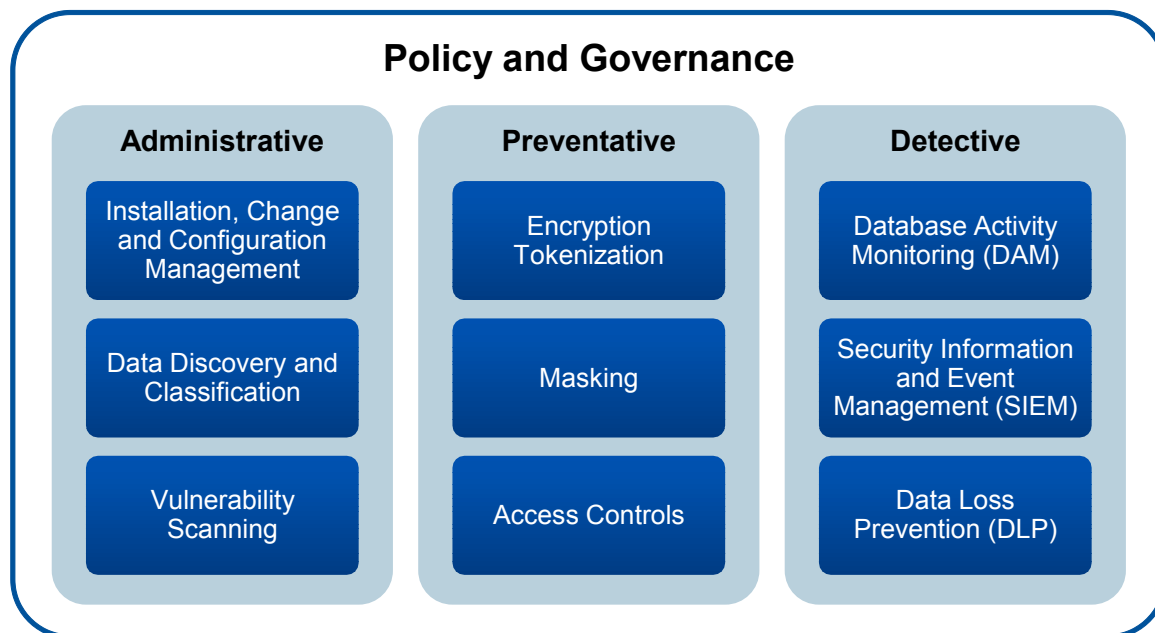 Policy and Governance
Administrative
Installation, Change
and Configuration
Management
Data Discovery and
Classification
Vulnerability
Scanning
Preventative
Encryption
Tokenization
Masking
Access Controls
Detective
Database Activity
Monitoring (DAM)
Security Information
and Event
Management (SIEM)
Data Loss
Prevention (DLP)